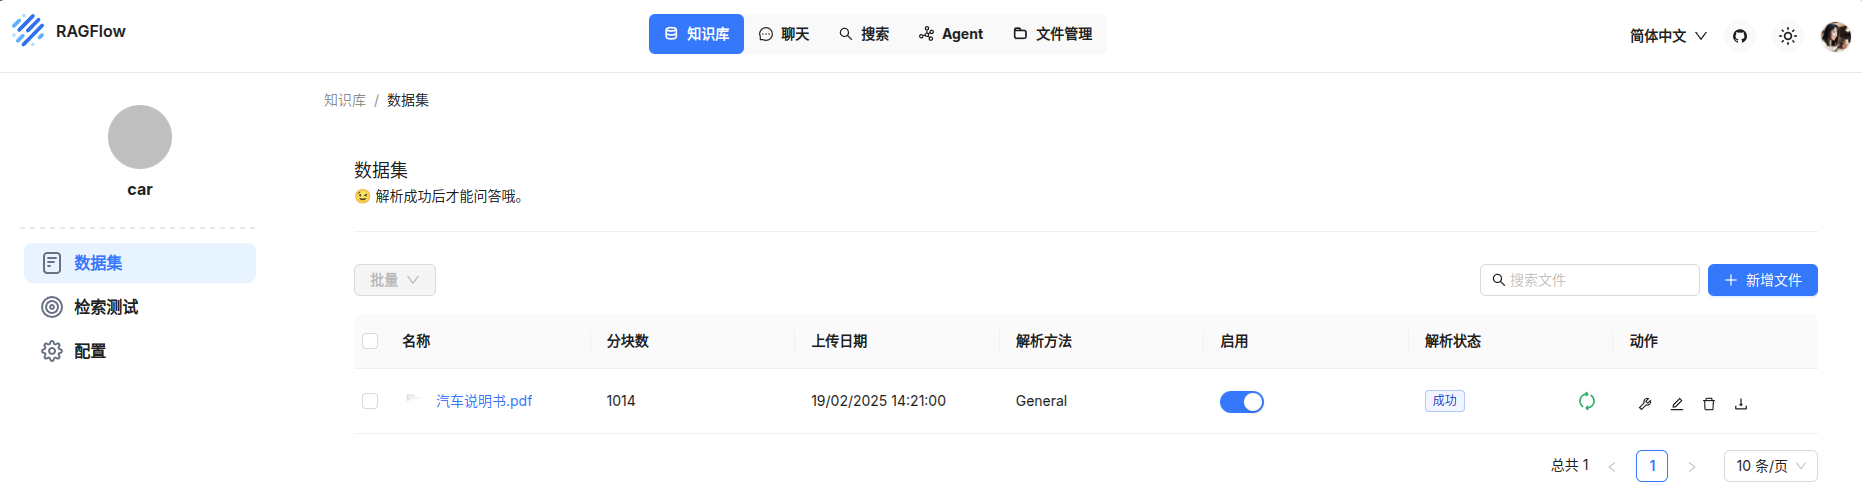 RAGFlow
知识库
聊天
搜索
Agent
文件管理
简体中文
知识库 / 数据集
car
数据集
检索测试
配置
数据集
😉 解析成功后才能问答哦。
批量
搜索文件
+ 新增文件
名称 分块数 上传日期 解析方法 启用 解析状态 动作
汽车说明书.pdf 1014 19/02/2025 14:21:00 General 成功
总共 1 < 1 > 10 条/页